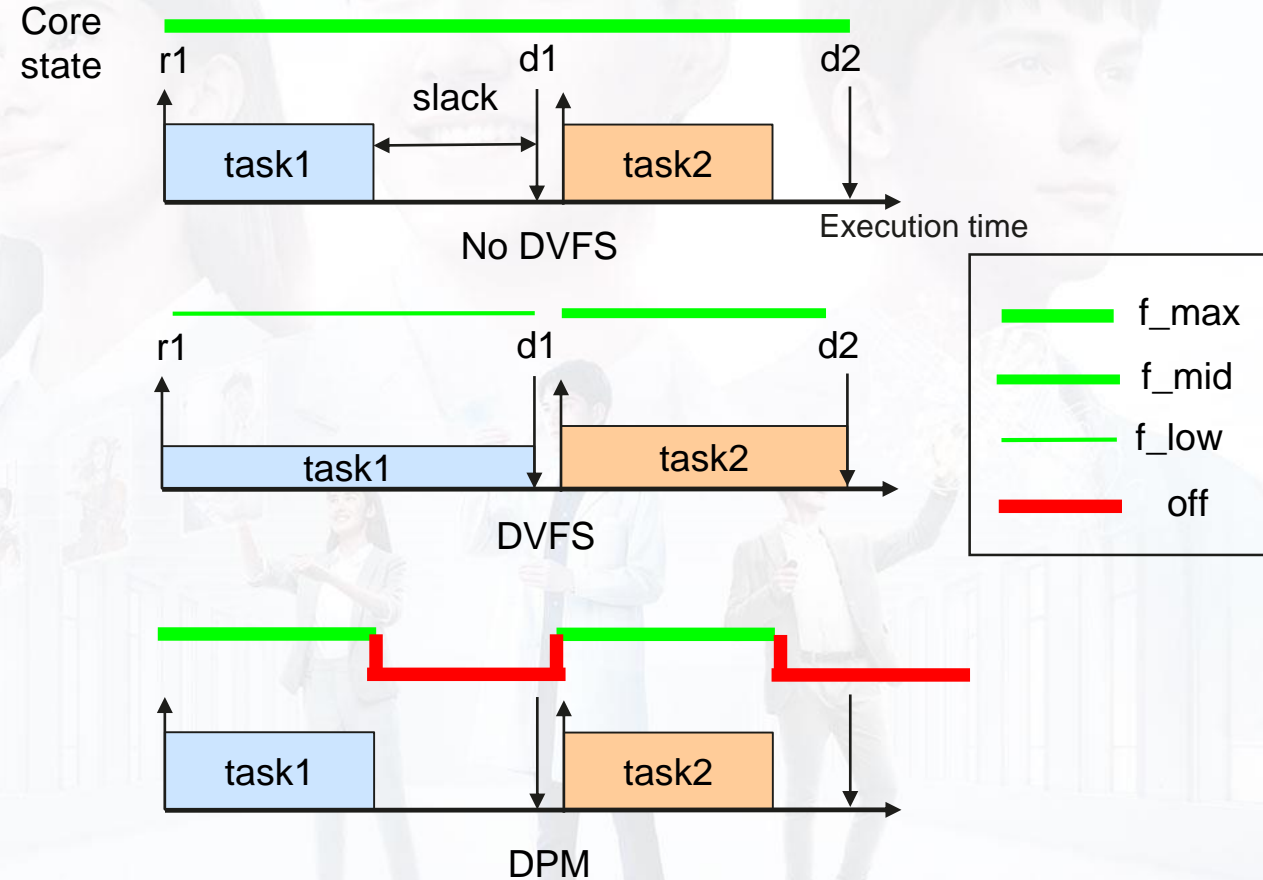 Core
state
r1
d1
d2
slack
task1
task2
Execution time
No DVFS
f_max
f_mid
f_low
off
r1
d1
d2
task1
task2
DVFS
task1
task2
DPM